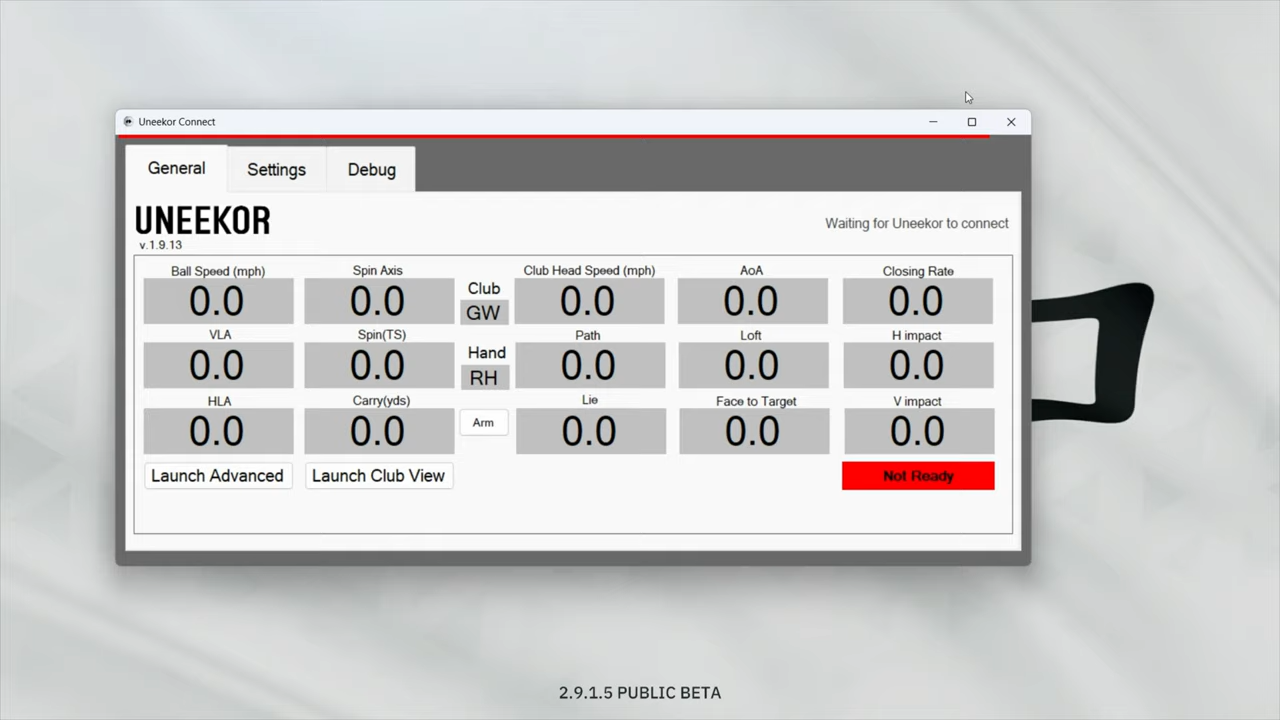 Uneekor Connect
General Settings Debug
UNEEKOR
v.1.9.13
Waiting for Uneekor to connect
Ball Speed (mph) Spin Axis Club Head Speed (mph) AoA Closing Rate
0.0 0.0 Club 0.0 0.0 0.0
GW
VLA Spin(TS) Path Loft H impact
0.0 0.0 Hand 0.0 0.0 0.0
RH
HLA Carry(yds) Lie Face to Target V impact
0.0 0.0 Arm 0.0 0.0 0.0
Launch Advanced Launch Club View Not Ready
2.9.1.5 PUBLIC BETA